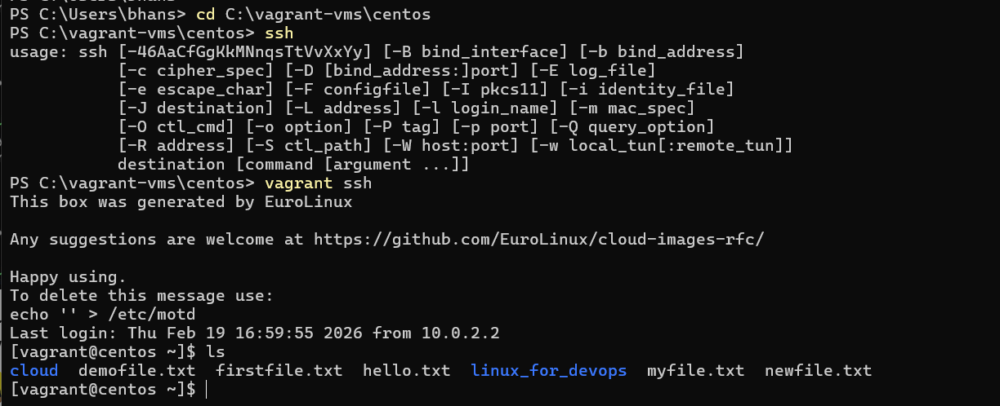 PS C:\Users\bhans> cd C:\vagrant-vms\centos
PS C:\vagrant-vms\centos> ssh
usage: ssh [-46AaCfGgKkMNnqsTtVvXxYy] [-B bind_interface] [-b bind_address]
           [-c cipher_spec] [-D [bind_address:]port] [-E log_file]
           [-e escape_char] [-F configfile] [-I pkcs11] [-i identity_file]
           [-J destination] [-L address] [-l login_name] [-m mac_spec]
           [-O ctl_cmd] [-o option] [-P tag] [-p port] [-Q query_option]
           [-R address] [-S ctl_path] [-W host:port] [-w local_tun[:remote_tun]]
           destination [command [argument ...]]
PS C:\vagrant-vms\centos> vagrant ssh
This box was generated by EuroLinux

Any suggestions are welcome at https://github.com/EuroLinux/cloud-images-rfc/

Happy using.
To delete this message use:
echo '' > /etc/motd
Last login: Thu Feb 19 16:59:55 2026 from 10.0.2.2
[vagrant@centos ~]$ ls
cloud  demofile.txt  firstfile.txt  hello.txt  linux_for_devops  myfile.txt  newfile.txt
[vagrant@centos ~]$